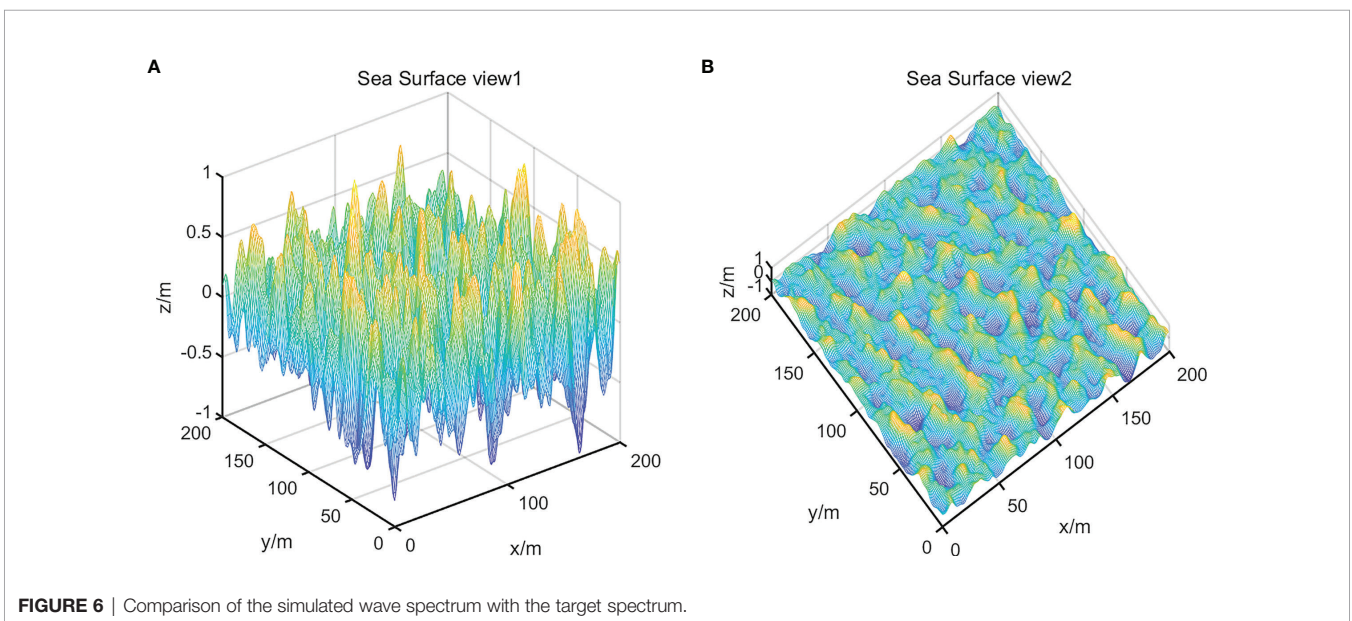 A
Sea Surface view1
1
0.5
0
-0.5
-1
z/m
200
150
100
50
0
y/m
0
100
200
x/m
B
Sea Surface view2
1
0
-1
z/m
200
150
100
50
0
y/m
0
50
100
150
200
x/m
FIGURE 6 | Comparison of the simulated wave spectrum with the target spectrum.